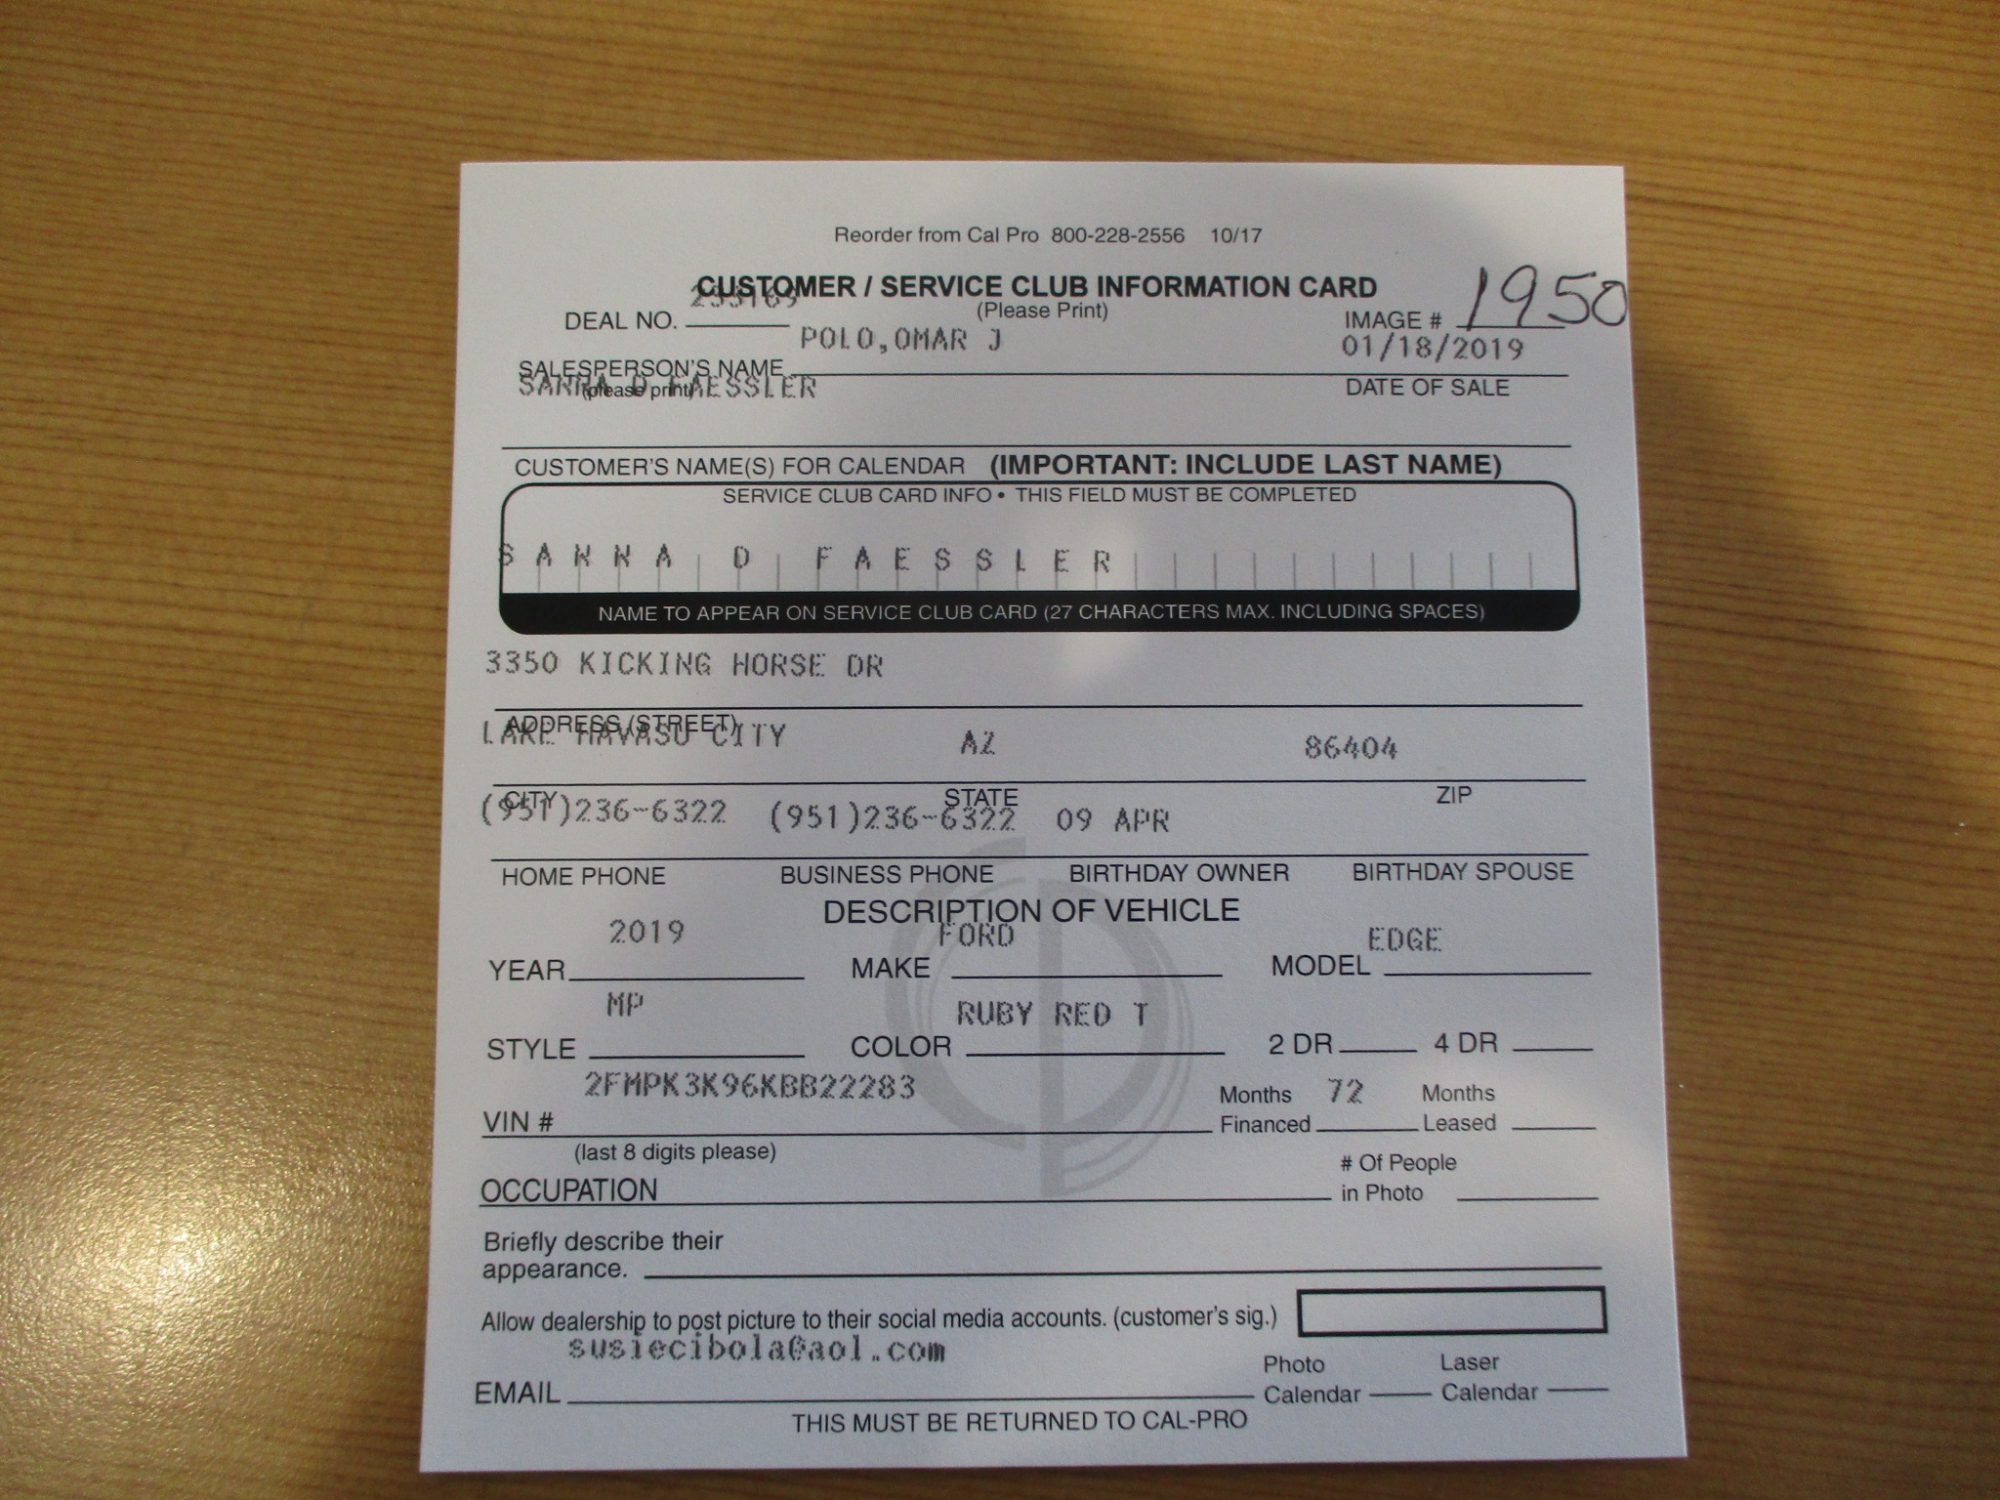 Reorder from Cal Pro 800-228-2556 10/17
CUSTOMER / SERVICE CLUB INFORMATION CARD
(Please Print)
DEAL NO. IMAGE # 1950
POLO,OMAR J 01/18/2019
SALESPERSON'S NAME
(please print) DATE OF SALE
SANNA D FAESSLER
CUSTOMER'S NAME(S) FOR CALENDAR (IMPORTANT: INCLUDE LAST NAME)
SERVICE CLUB CARD INFO • THIS FIELD MUST BE COMPLETED
SANNA D FAESSLER
NAME TO APPEAR ON SERVICE CLUB CARD (27 CHARACTERS MAX. INCLUDING SPACES)
3350 KICKING HORSE DR
ADDRESS (STREET)
LAKE HAVASU CITY AZ 86404
CITY STATE ZIP
(951)236-6322 (951)236-6322 09 APR
HOME PHONE BUSINESS PHONE BIRTHDAY OWNER BIRTHDAY SPOUSE
DESCRIPTION OF VEHICLE
2019 FORD EDGE
YEAR MAKE MODEL
MP RUBY RED T
STYLE COLOR 2 DR 4 DR
2FMPK3K96KBB22283 Months 72 Months
VIN # Financed Leased
(last 8 digits please)
# Of People
OCCUPATION in Photo
Briefly describe their
appearance.
Allow dealership to post picture to their social media accounts. (customer's sig.)
susiecibola@aol.com
Photo Laser
EMAIL Calendar Calendar
THIS MUST BE RETURNED TO CAL-PRO